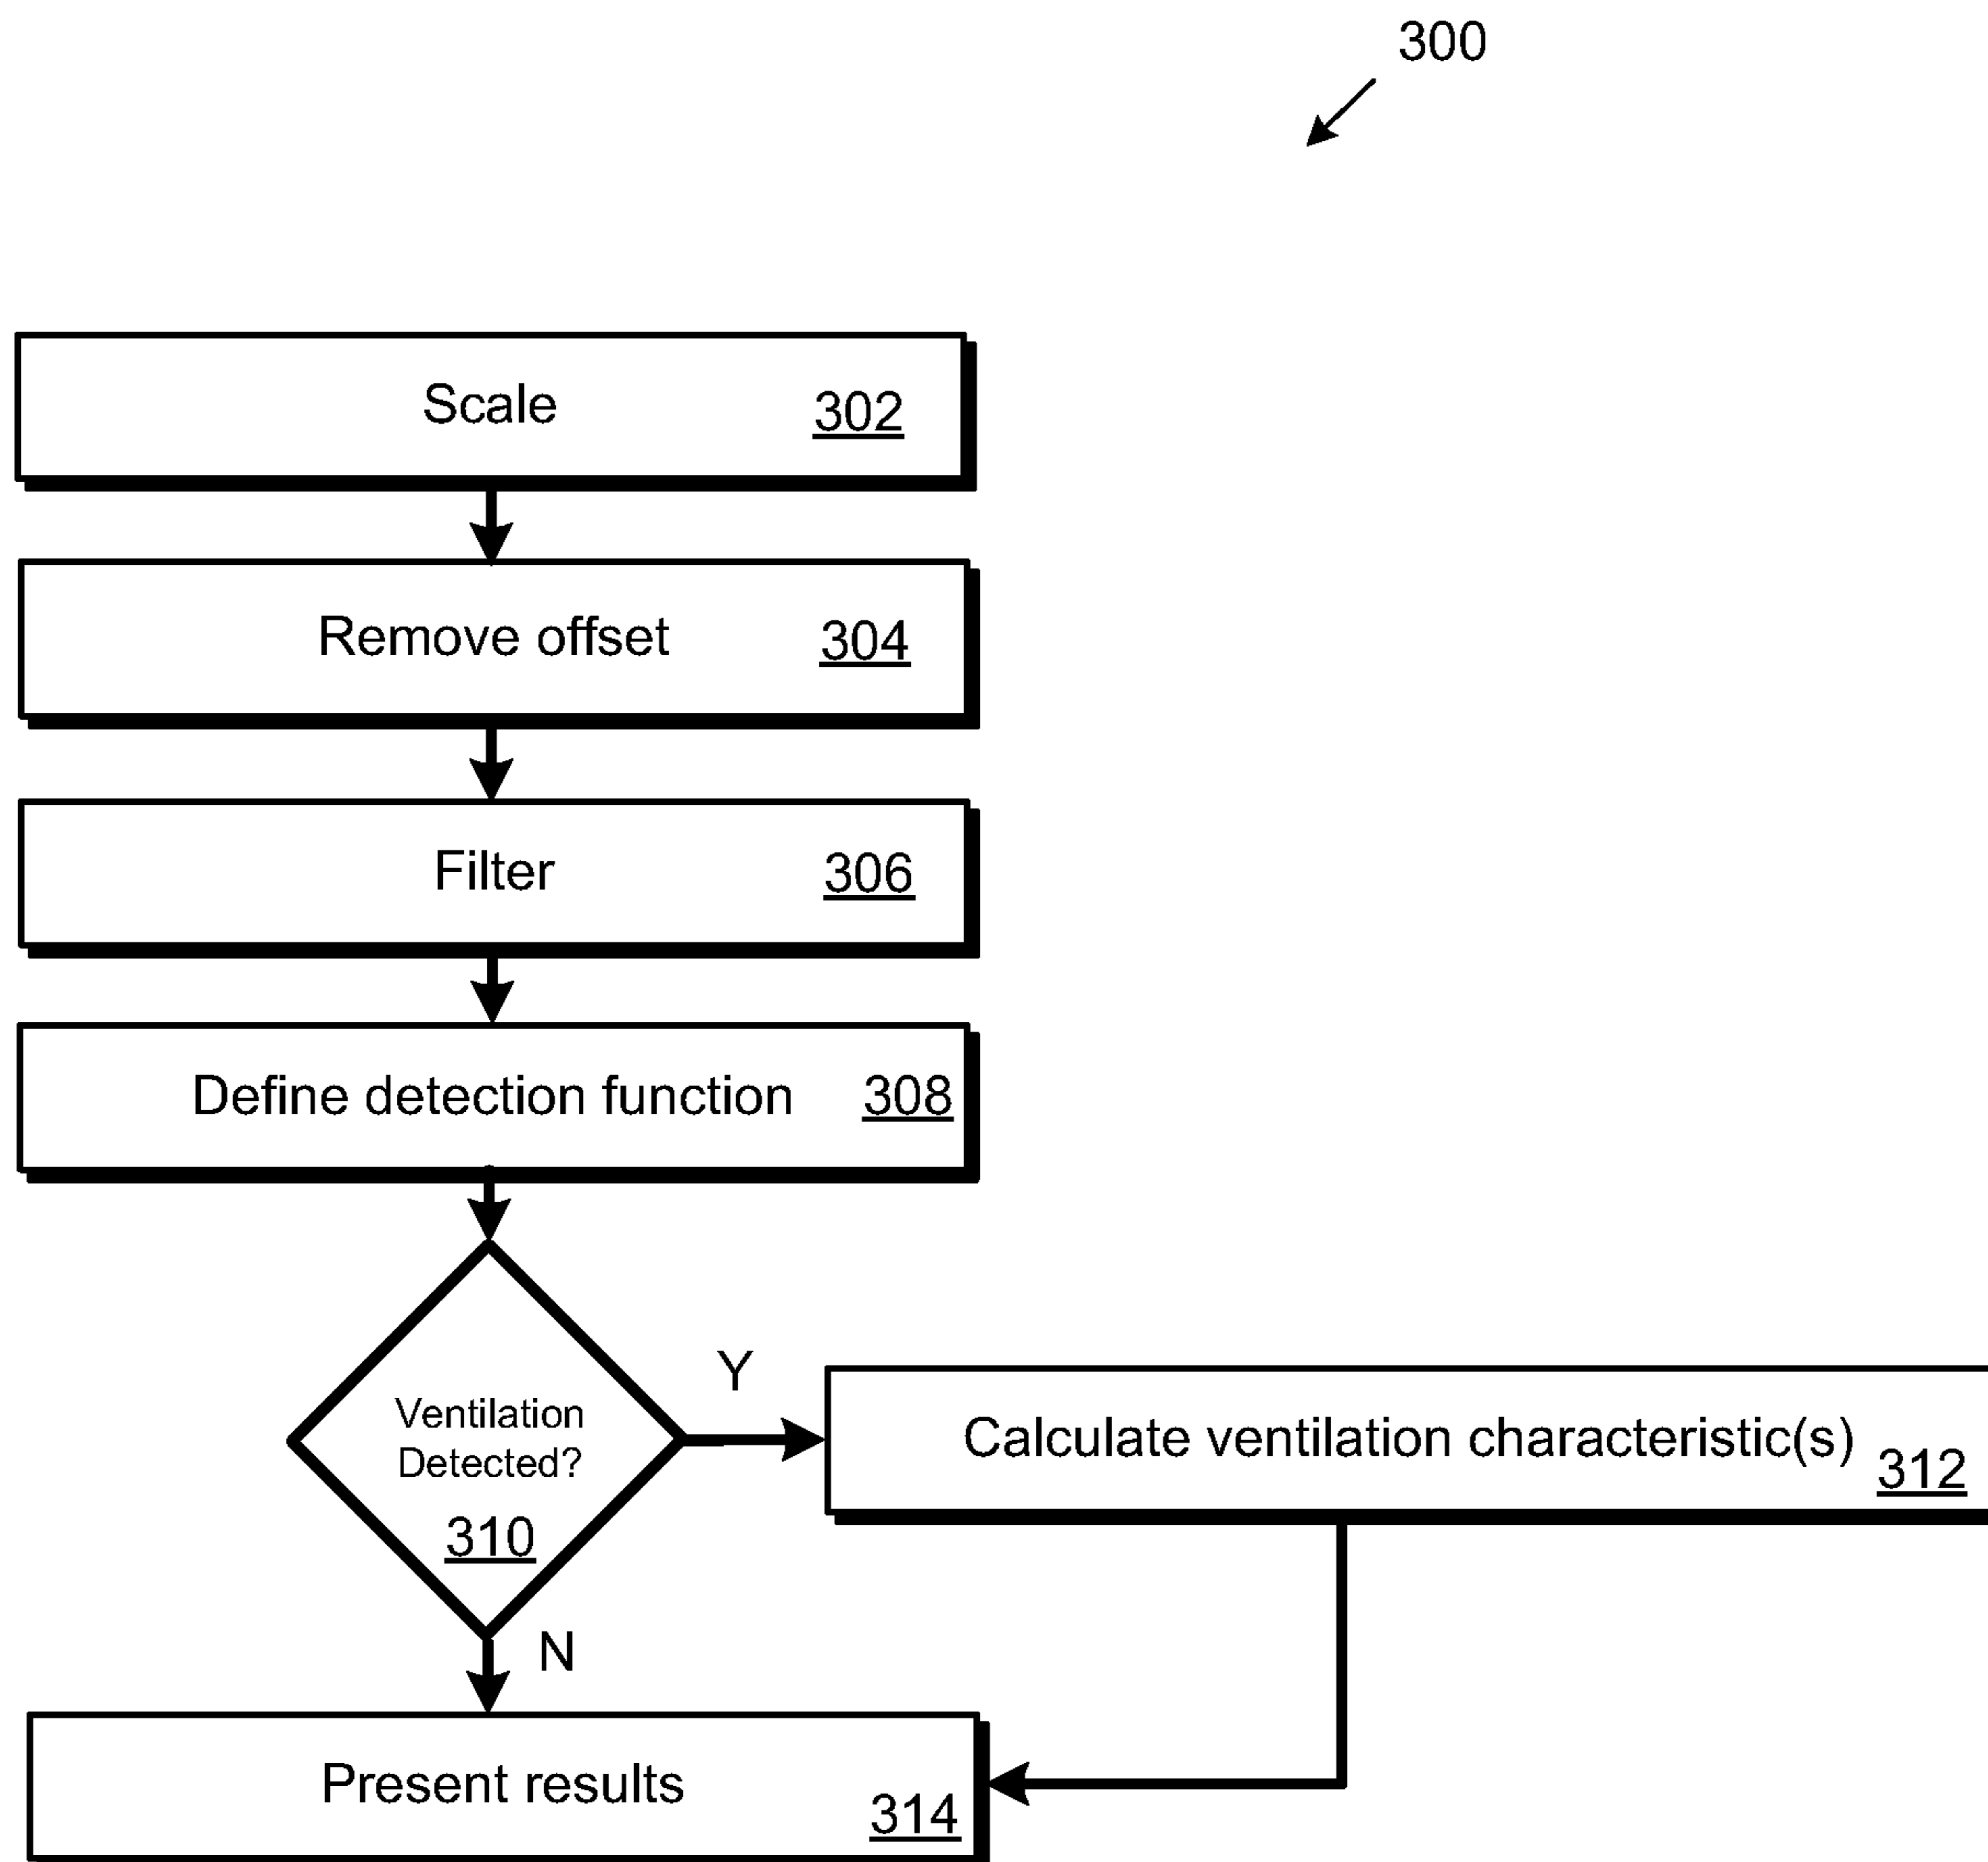 300
Scale 302
Remove offset 304
Filter 306
Define detection function 308
Ventilation
Detected?
310
Y
Calculate ventilation characteristic(s) 312
N
Present results 314